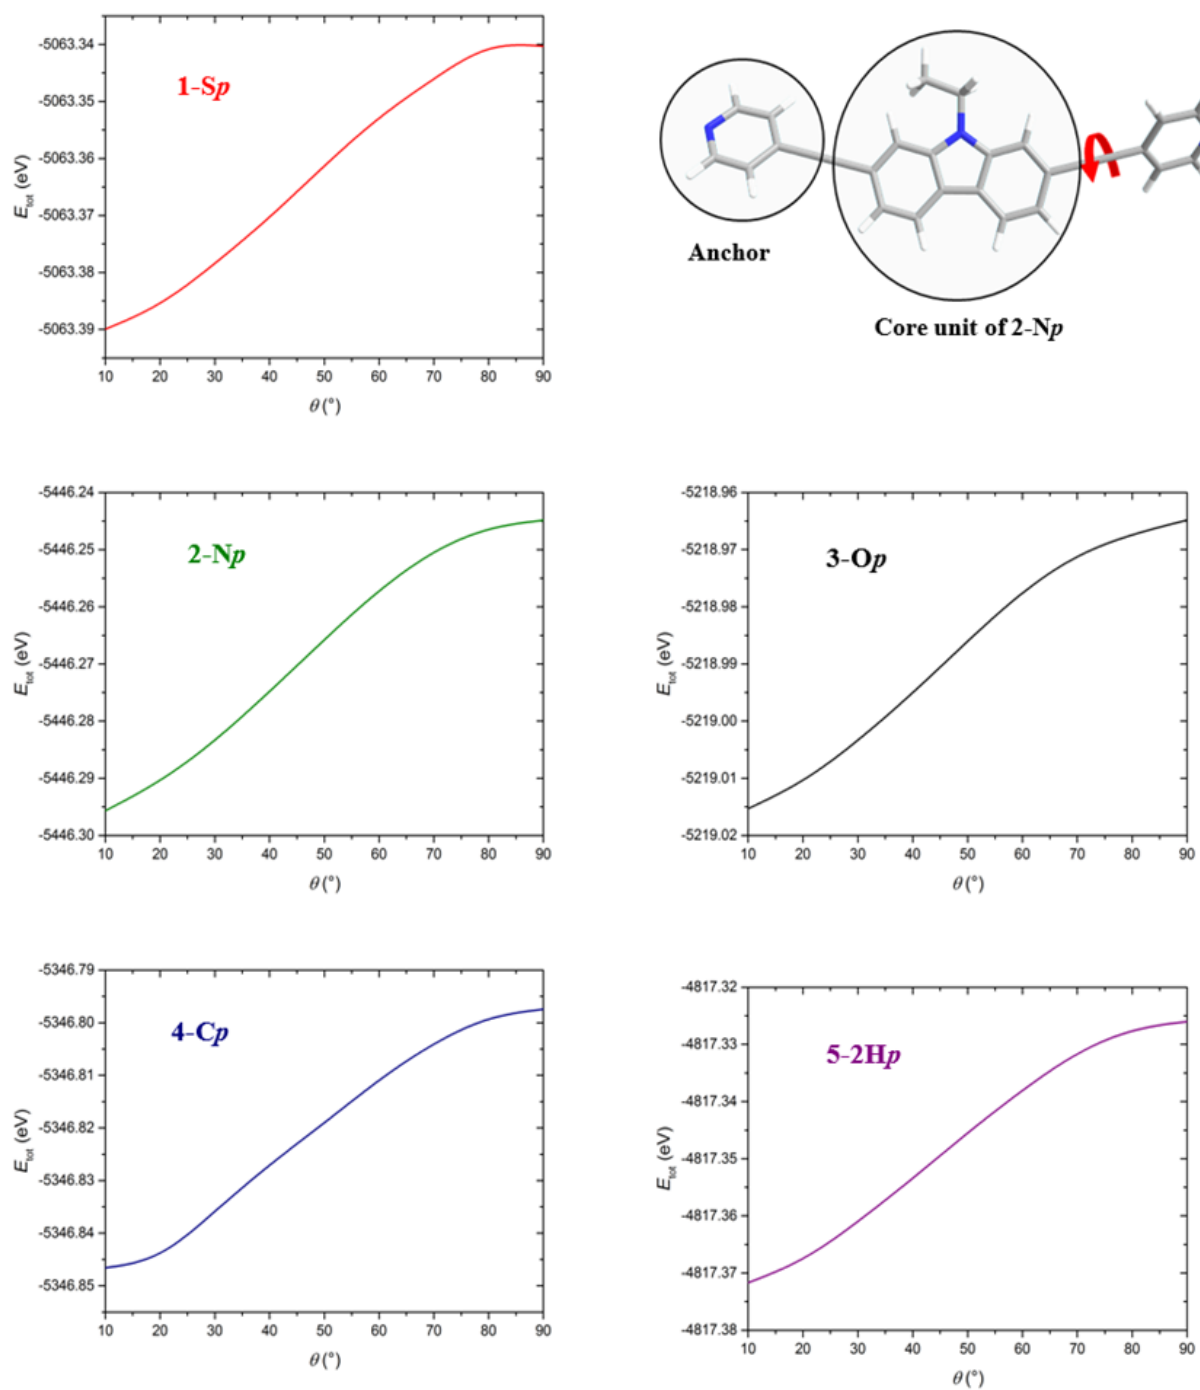 -5063.34
-5063.35
-5063.36
-5063.37
-5063.38
-5063.39
E_tot (eV)
1-Sp
10 20 30 40 50 60 70 80 90
θ (°)
Anchor
Core unit of 2-Np
-5446.24
-5446.25
-5446.26
-5446.27
-5446.28
-5446.29
-5446.30
E_tot (eV)
2-Np
10 20 30 40 50 60 70 80 90
θ (°)
-5218.96
-5218.97
-5218.98
-5218.99
-5219.00
-5219.01
-5219.02
E_tot (eV)
3-Op
10 20 30 40 50 60 70 80 90
θ (°)
-5346.79
-5346.80
-5346.81
-5346.82
-5346.83
-5346.84
-5346.85
E_tot (eV)
4-Cp
10 20 30 40 50 60 70 80 90
θ (°)
-4817.32
-4817.33
-4817.34
-4817.35
-4817.36
-4817.37
-4817.38
E_tot (eV)
5-2Hp
10 20 30 40 50 60 70 80 90
θ (°)